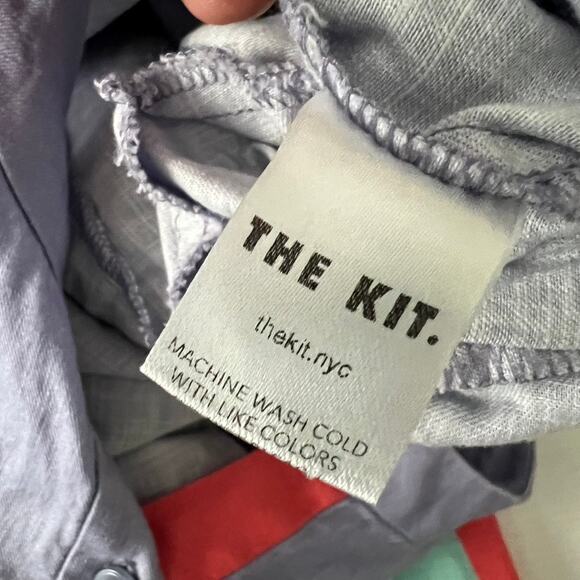 THE KIT.
thekit.nyc
MACHINE WASH COLD
WITH LIKE COLORS